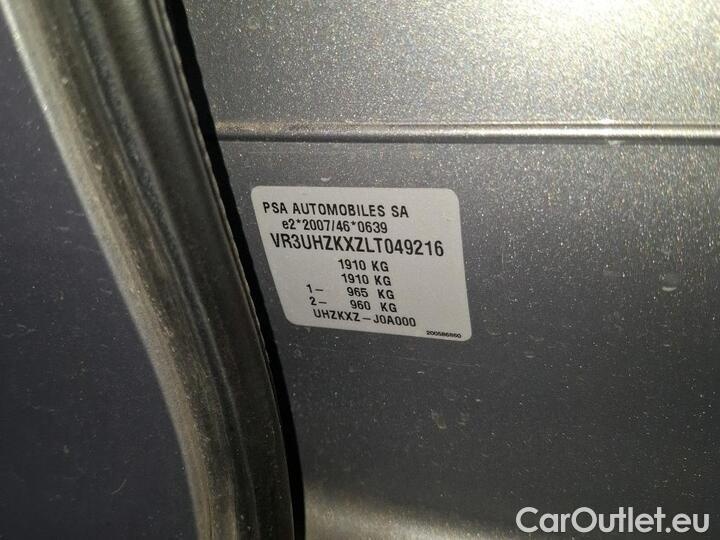 PSA AUTOMOBILES SA
e2*2007/46*0639
VR3UHZKXZLT049216
1910 KG
1910 KG
1– 965 KG
2– 960 KG
UHZKXZ–J0A000
200586860
CarOutlet.eu